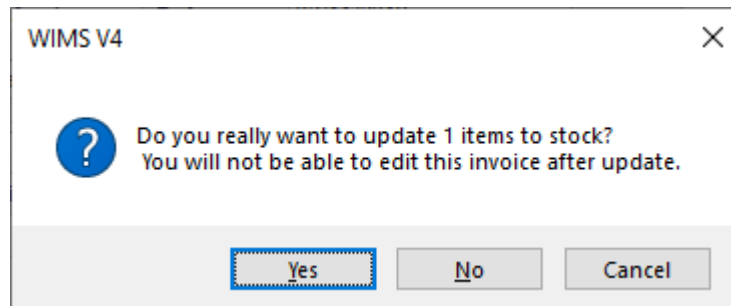 WIMS V4
Do you really want to update 1 items to stock?
You will not be able to edit this invoice after update.
Yes
No
Cancel